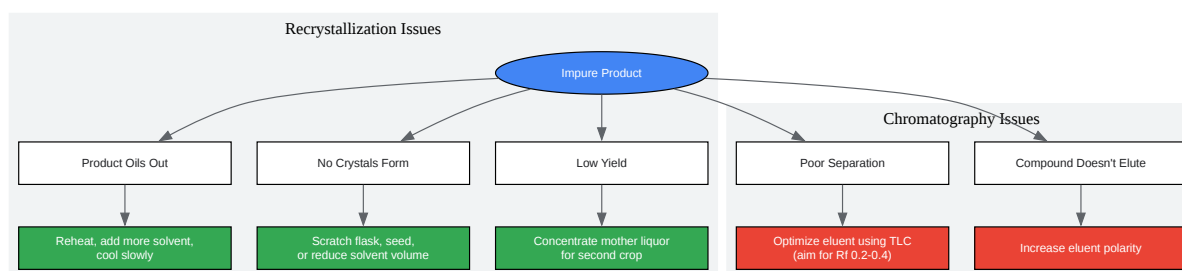 Recrystallization Issues
Impure Product
Chromatography Issues
Product Oils Out
No Crystals Form
Low Yield
Poor Separation
Compound Doesn't Elute
Reheat, add more solvent,
cool slowly
Scratch flask, seed,
or reduce solvent volume
Concentrate mother liquor
for second crop
Optimize eluent using TLC
(aim for Rf 0.2-0.4)
Increase eluent polarity